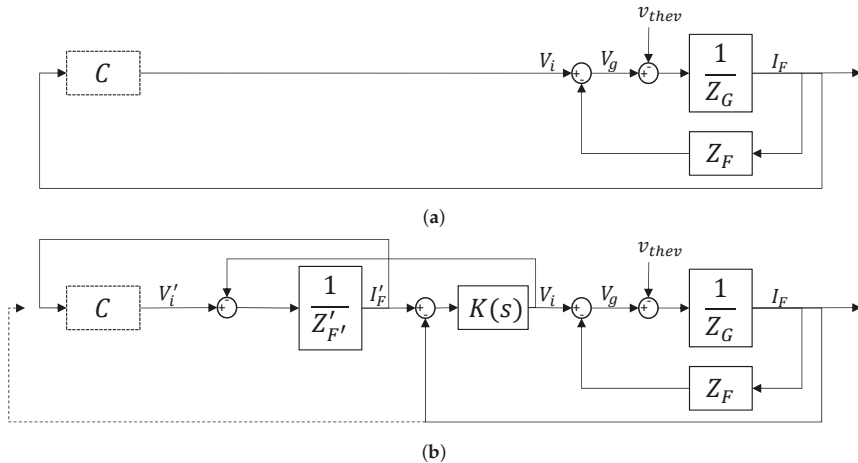 v_thev
C
V_i
V_g
1
Z_G
I_F
+
-
+
-
Z_F
(a)
v_thev
C
V_i'
+
-
1
Z'_F'
I_F'
+
-
K(s)
V_i
+
-
V_g
+
-
1
Z_G
I_F
Z_F
(b)